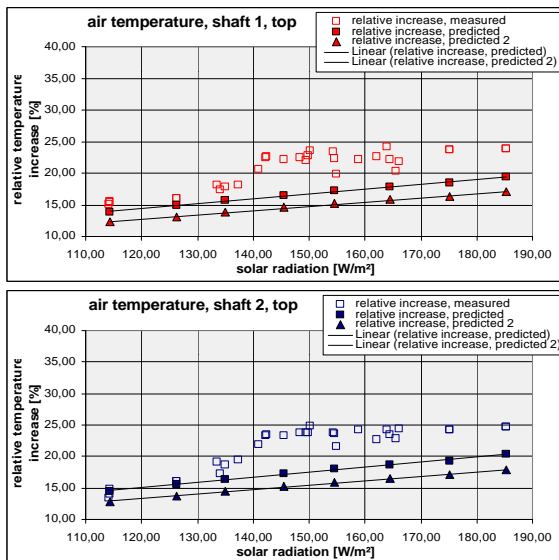 air temperature, shaft 1, top
relative increase, measured
relative increase, predicted
relative increase, predicted 2
Linear (relative increase, predicted)
Linear (relative increase, predicted 2)
relative temperature
increase [%]
40,00
35,00
30,00
25,00
20,00
15,00
10,00
110,00 120,00 130,00 140,00 150,00 160,00 170,00 180,00 190,00
solar radiation [W/m²]
air temperature, shaft 2, top
relative increase, measured
relative increase, predicted
relative increase, predicted 2
Linear (relative increase, predicted)
Linear (relative increase, predicted 2)
relative temperature
increase [%]
40,00
35,00
30,00
25,00
20,00
15,00
10,00
110,00 120,00 130,00 140,00 150,00 160,00 170,00 180,00 190,00
solar radiation [W/m²]